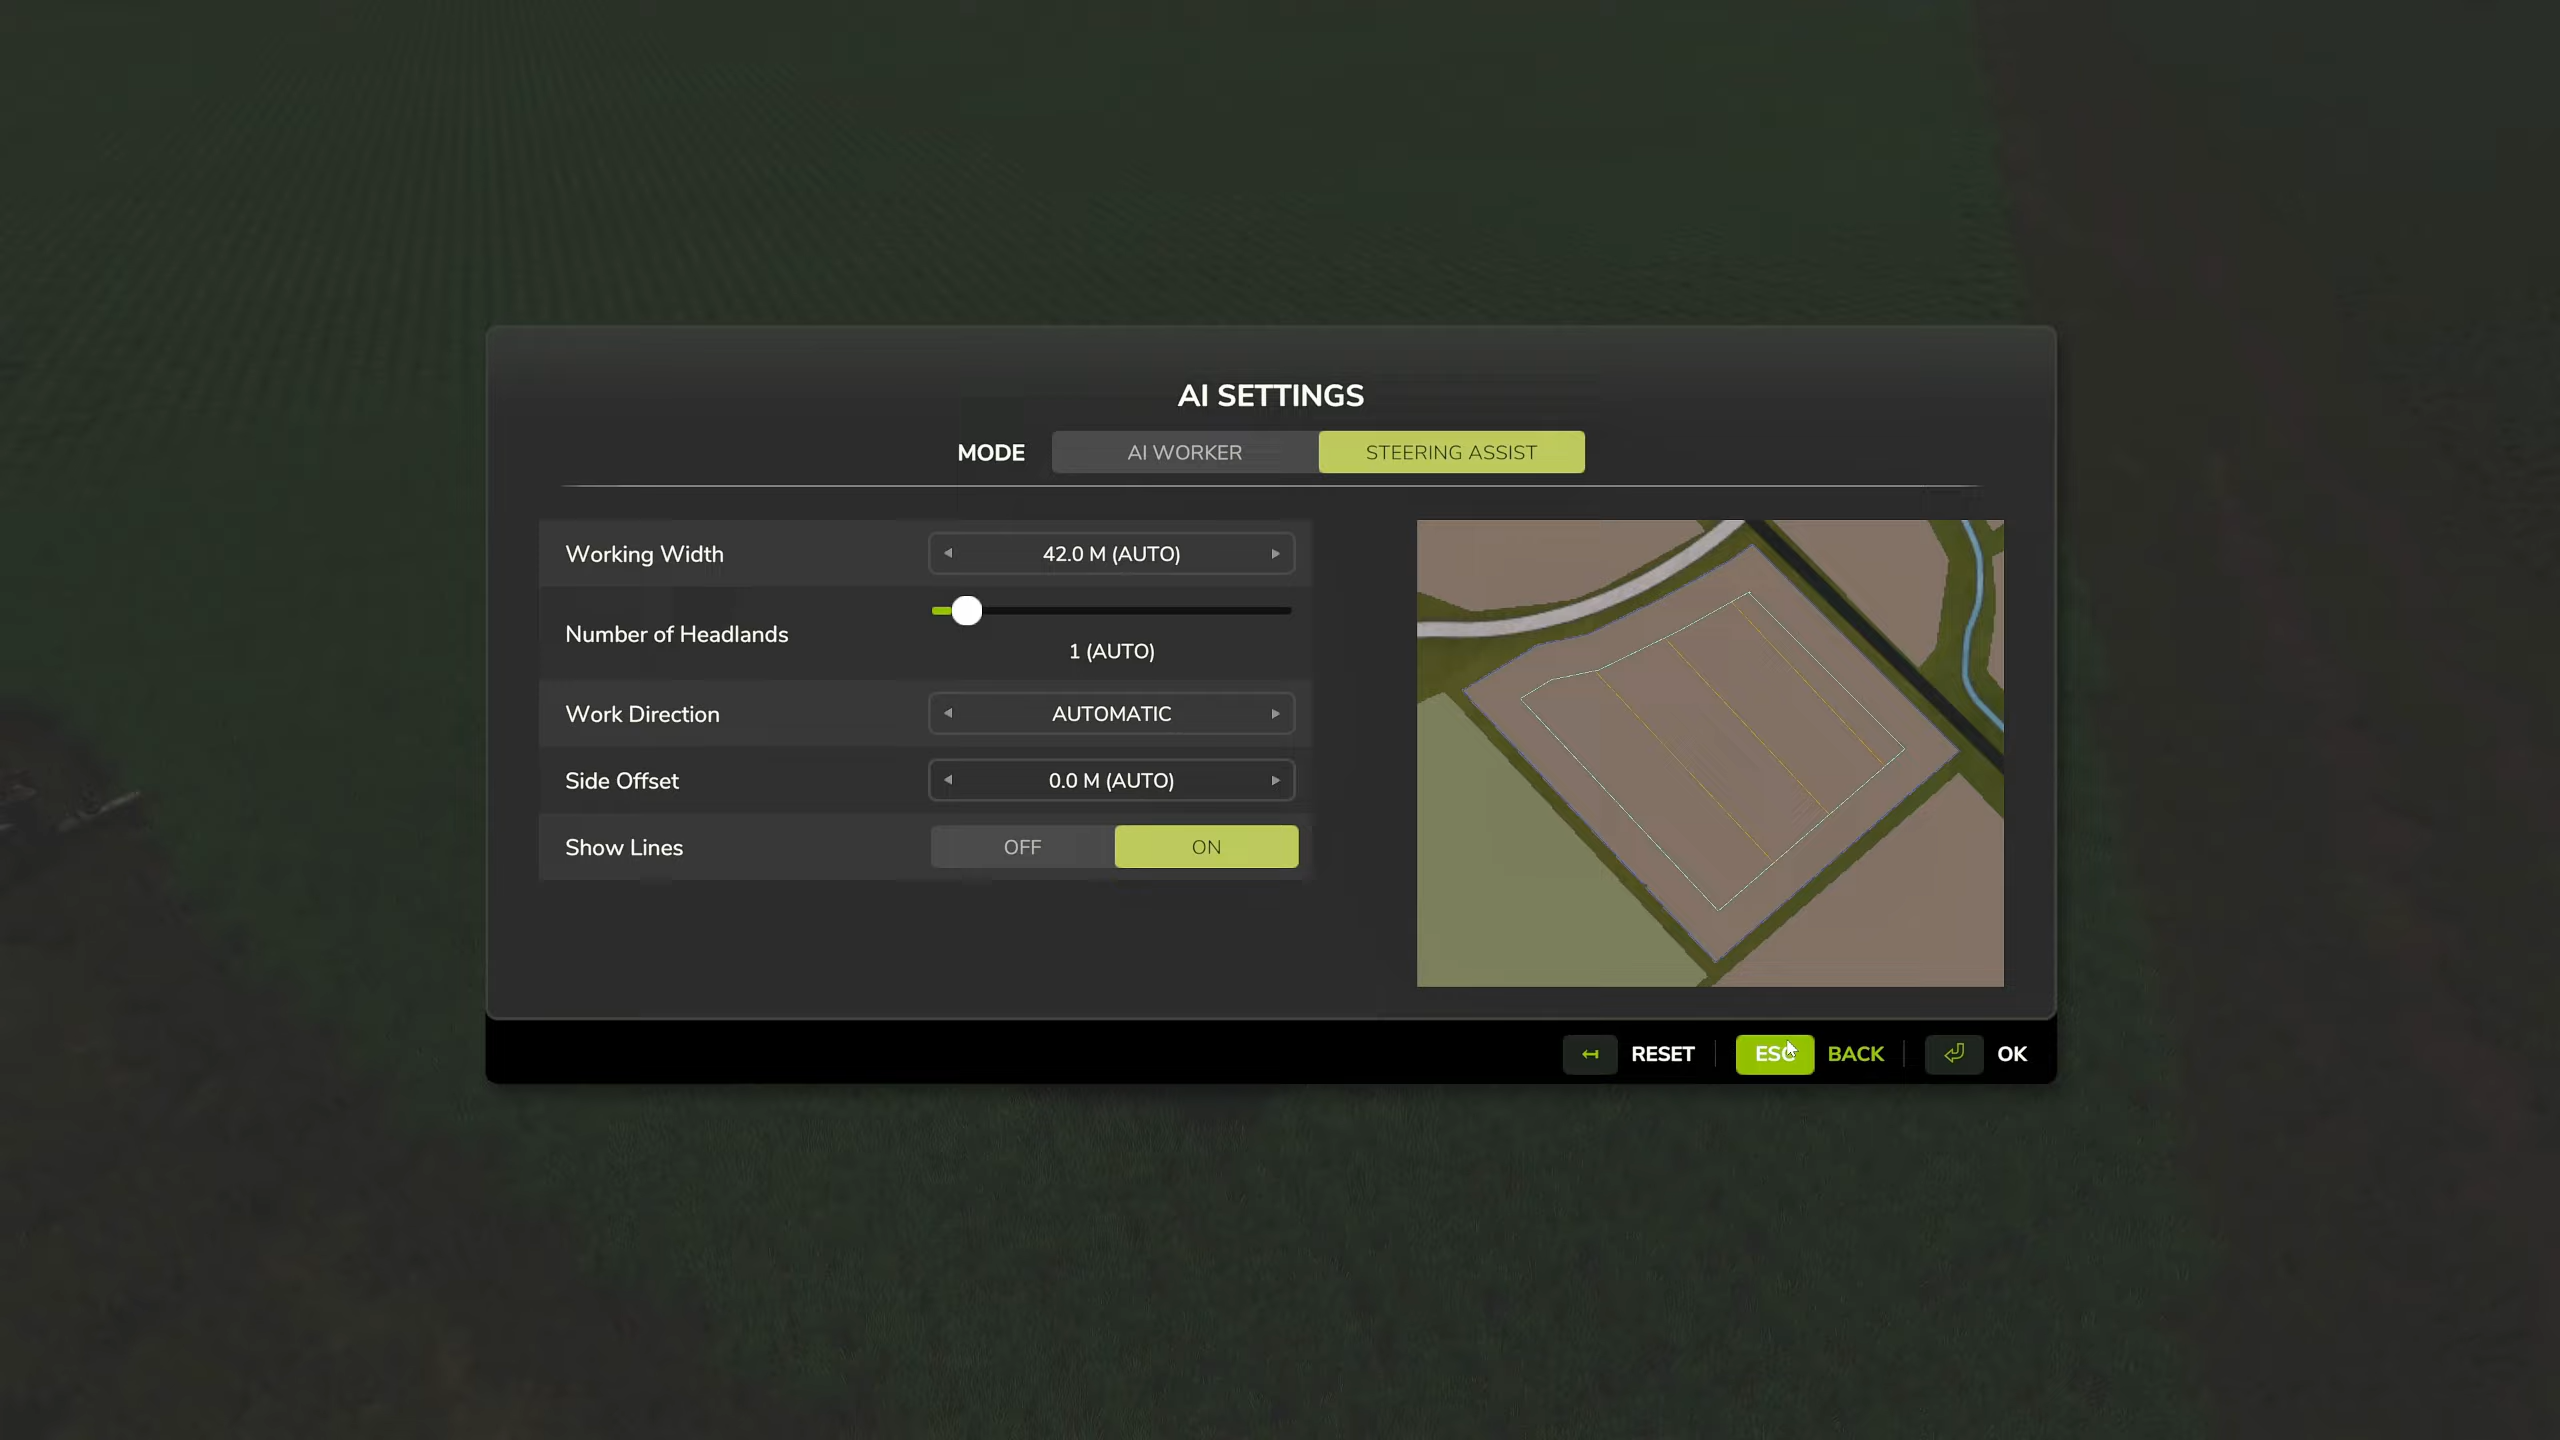 AI SETTINGS
MODE AI WORKER STEERING ASSIST
Working Width 42.0 M (AUTO)
Number of Headlands 1 (AUTO)
Work Direction AUTOMATIC
Side Offset 0.0 M (AUTO)
Show Lines OFF ON
RESET ESC BACK OK